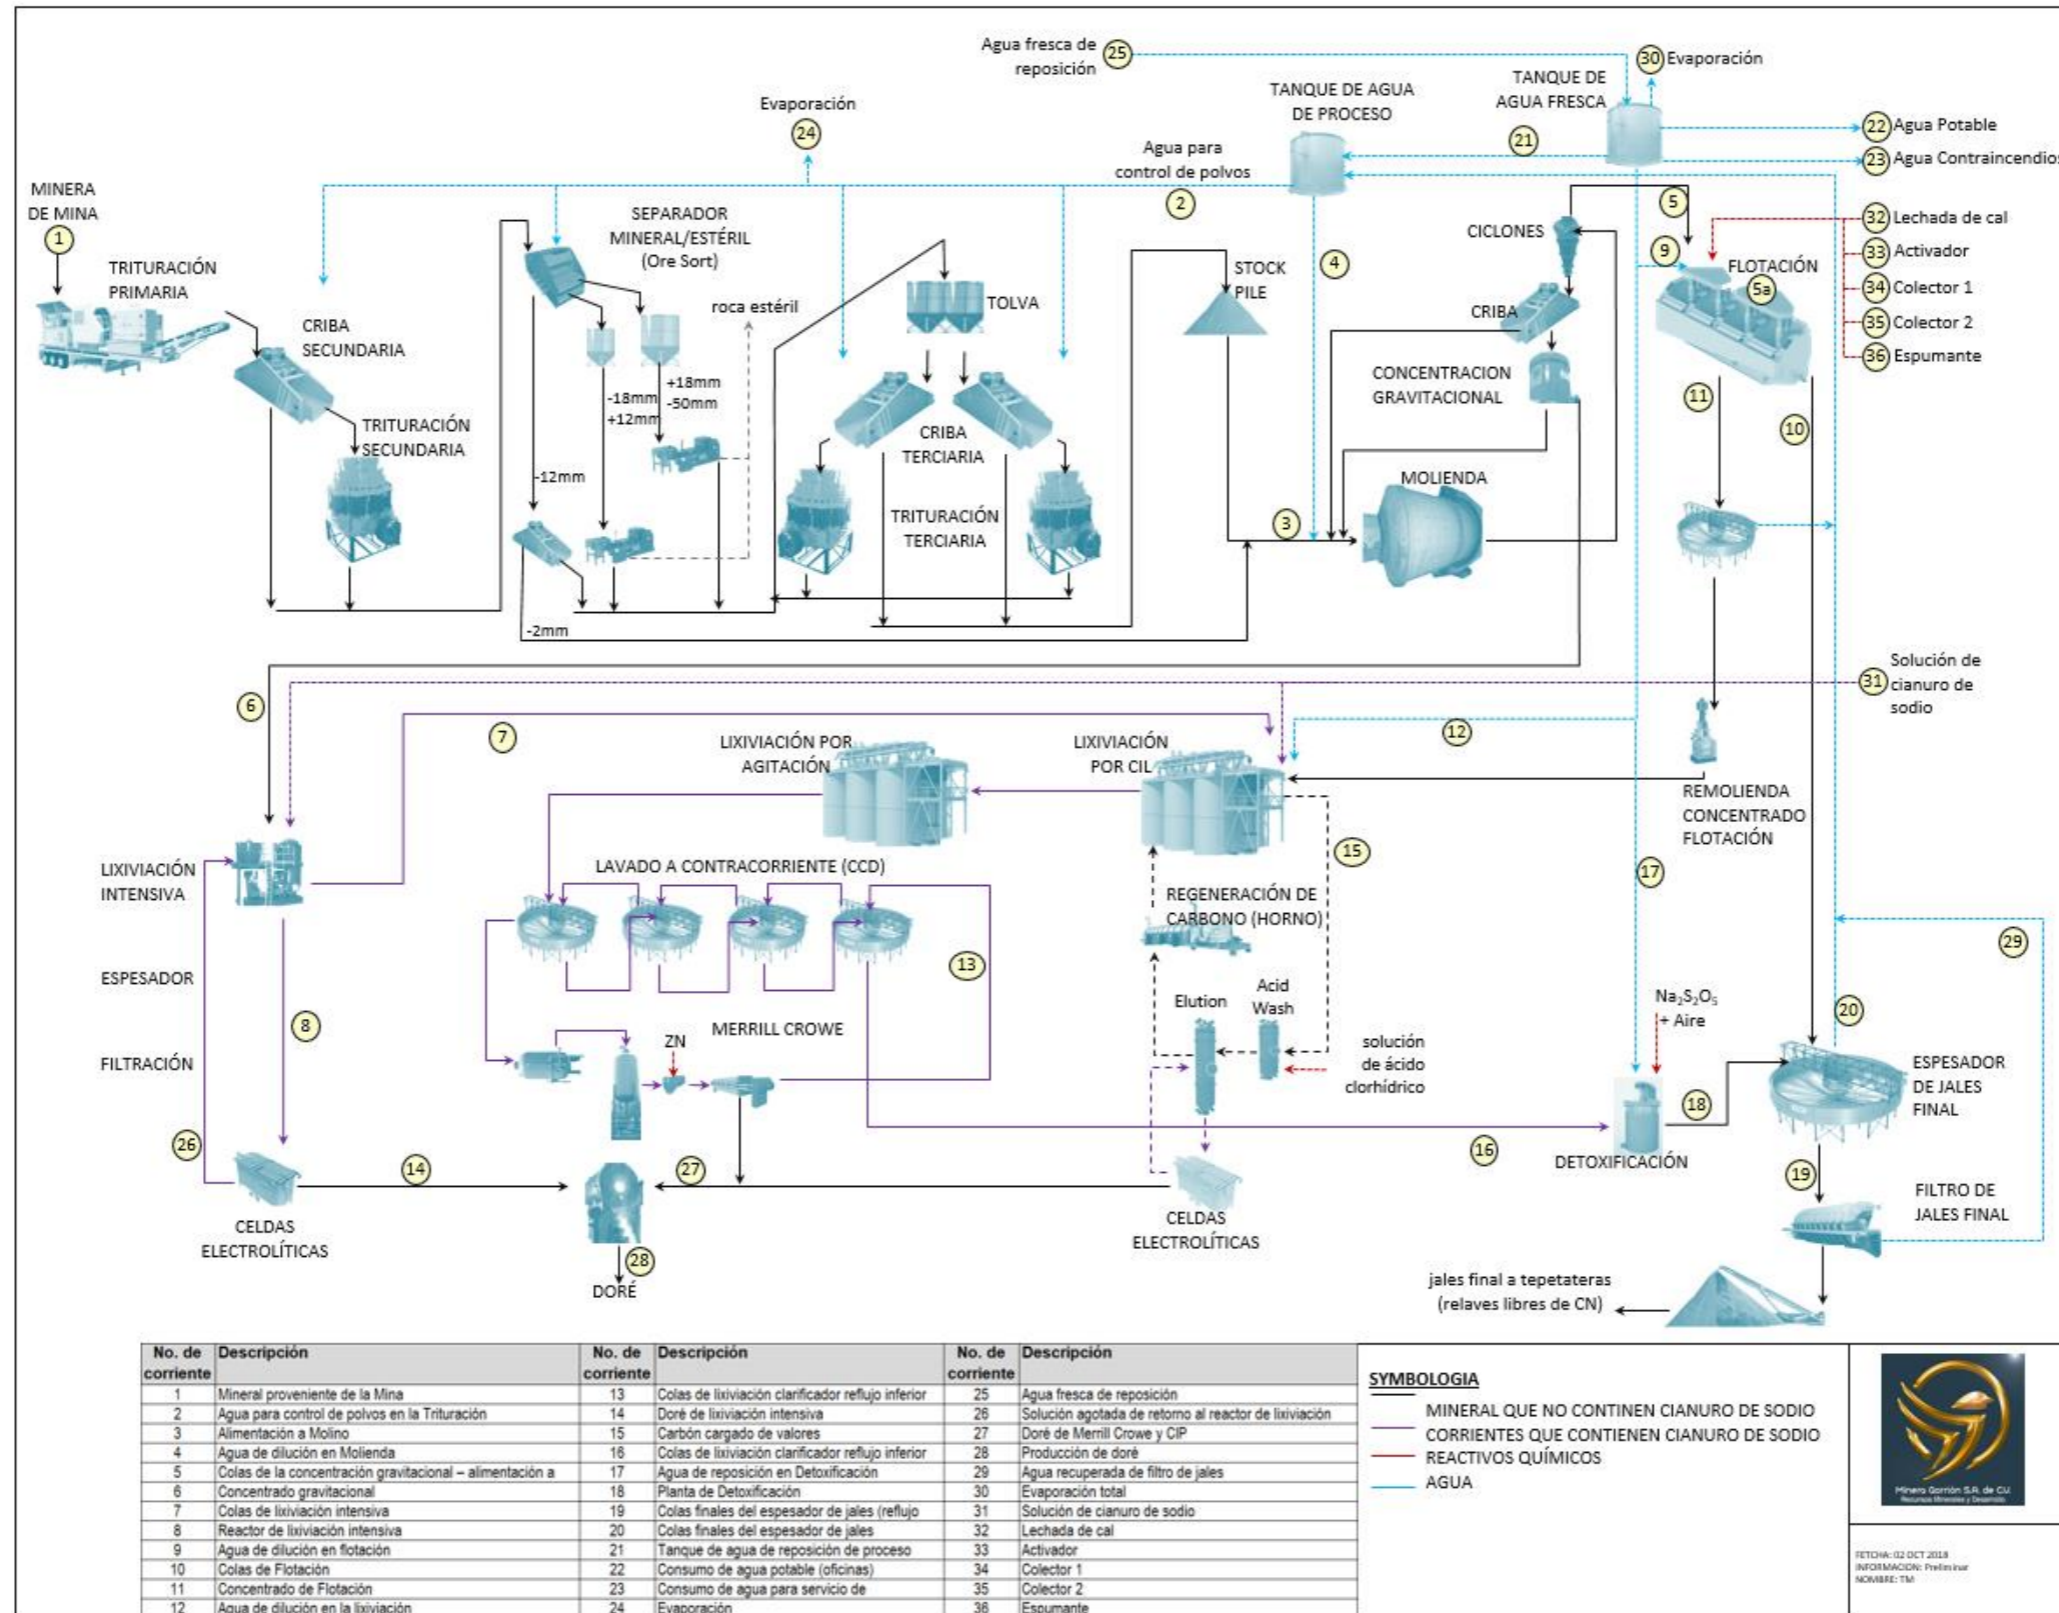 Agua fresca de
reposición
25
30 Evaporación
TANQUE DE AGUA
DE PROCESO
TANQUE DE
AGUA FRESCA
Evaporación
24
22 Agua Potable
21
23 Agua Contraincendios
Agua para
control de polvos
2
MINERA
DE MINA
1
SEPARADOR
MINERAL/ESTÉRIL
(Ore Sort)
5
CICLONES
32 Lechada de cal
33 Activador
34 Colector 1
35 Colector 2
36 Espumante
9
FLOTACIÓN
5a
TRITURACIÓN
PRIMARIA
4
STOCK
PILE
roca estéril
TOLVA
CRIBA
CRIBA
SECUNDARIA
CONCENTRACION
GRAVITACIONAL
+18mm
-50mm
-18mm
+12mm
11
10
TRITURACIÓN
SECUNDARIA
CRIBA
TERCIARIA
-12mm
MOLIENDA
TRITURACIÓN
TERCIARIA
3
-2mm
Solución de
cianuro de
sodio
31
6
7
12
LIXIVIACIÓN POR
AGITACIÓN
LIXIVIACIÓN
POR CIL
REMOLIENDA
CONCENTRADO
FLOTACIÓN
15
LIXIVIACIÓN
INTENSIVA
LAVADO A CONTRACORRIENTE (CCD)
17
REGENERACIÓN DE
CARBONO (HORNO)
29
13
ESPESADOR
Elution
Acid
Wash
Na₂S₂O₅
+ Aire
20
8
MERRILL CROWE
ZN
FILTRACIÓN
solución
de ácido
clorhídrico
ESPESADOR
DE JALES
FINAL
18
26
14
27
16
DETOXIFICACIÓN
19
FILTRO DE
JALES FINAL
CELDAS
ELECTROLÍTICAS
CELDAS
ELECTROLÍTICAS
28
DORÉ
jales final a tepetateras
(relaves libres de CN)
No. de corriente Descripción No. de corriente Descripción No. de corriente Descripción
1 Mineral proveniente de la Mina 13 Colas de lixiviación clarificador reflujo inferior 25 Agua fresca de reposición
2 Agua para control de polvos en la Trituración 14 Doré de lixiviación intensiva 26 Solución agotada de retorno al reactor de lixiviación
3 Alimentación a Molino 15 Carbón cargado de valores 27 Doré de Merrill Crowe y CIP
4 Agua de dilución en Molienda 16 Colas de lixiviación clarificador reflujo inferior 28 Producción de doré
5 Colas de la concentración gravitacional – alimentación a 17 Agua de reposición en Detoxificación 29 Agua recuperada de filtro de jales
6 Concentrado gravitacional 18 Planta de Detoxificación 30 Evaporación total
7 Colas de lixiviación intensiva 19 Colas finales del espesador de jales (reflujo 31 Solución de cianuro de sodio
8 Reactor de lixiviación intensiva 20 Colas finales del espesador de jales 32 Lechada de cal
9 Agua de dilución en flotación 21 Tanque de agua de reposición de proceso 33 Activador
10 Colas de Flotación 22 Consumo de agua potable (oficinas) 34 Colector 1
11 Concentrado de Flotación 23 Consumo de agua para servicio de 35 Colector 2
12 Agua de dilución en la lixiviación 24 Evaporación 36 Espumante
SYMBOLOGIA
MINERAL QUE NO CONTINEN CIANURO DE SODIO
CORRIENTES QUE CONTIENEN CIANURO DE SODIO
REACTIVOS QUÍMICOS
AGUA
Minera Gorrión S.A. de C.V.
Recursos Minerales y Desarrollo
FETCHA: 02 OCT 2018
INFORMACION: Preliminar
NOMBRE: TM